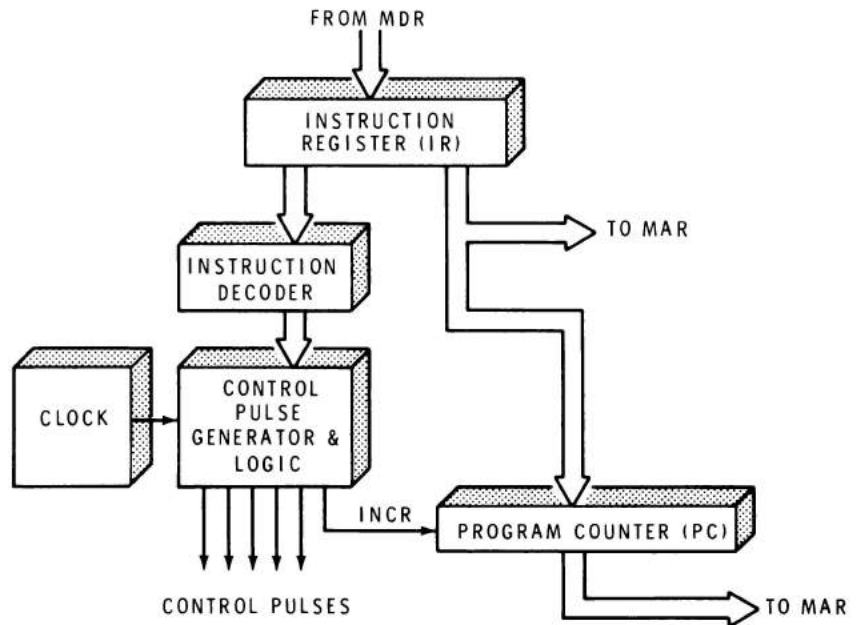 FROM MDR
INSTRUCTION
REGISTER (IR)
TO MAR
INSTRUCTION
DECODER
CLOCK
CONTROL
PULSE
GENERATOR &
LOGIC
INCR
PROGRAM COUNTER (PC)
CONTROL PULSES
TO MAR